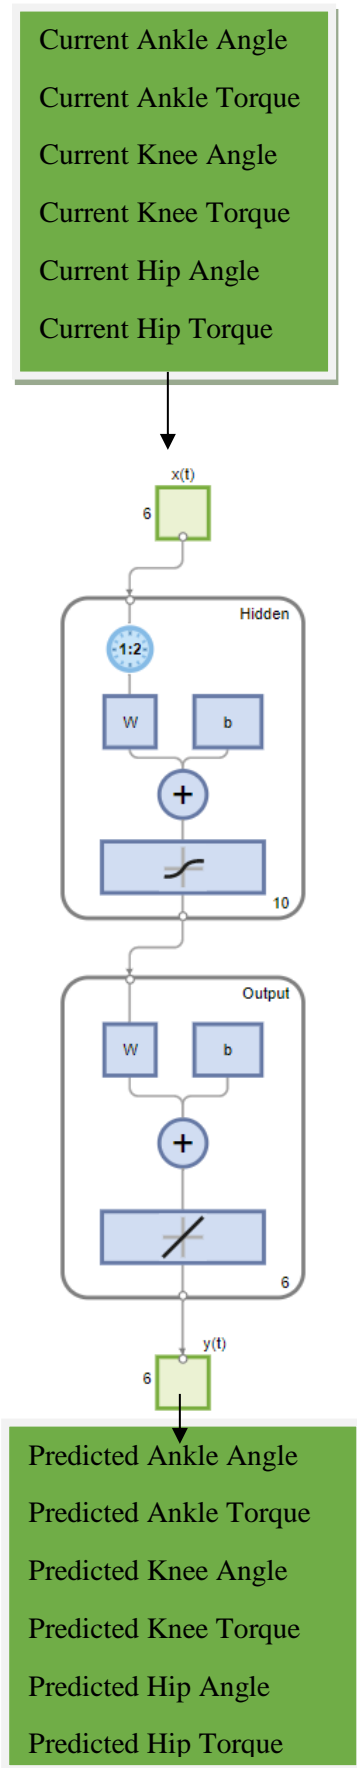 Current Ankle Angle
Current Ankle Torque
Current Knee Angle
Current Knee Torque
Current Hip Angle
Current Hip Torque
x(t)
6
Hidden
1:2
W
b
+
10
Output
W
b
+
6
y(t)
6
Predicted Ankle Angle
Predicted Ankle Torque
Predicted Knee Angle
Predicted Knee Torque
Predicted Hip Angle
Predicted Hip Torque